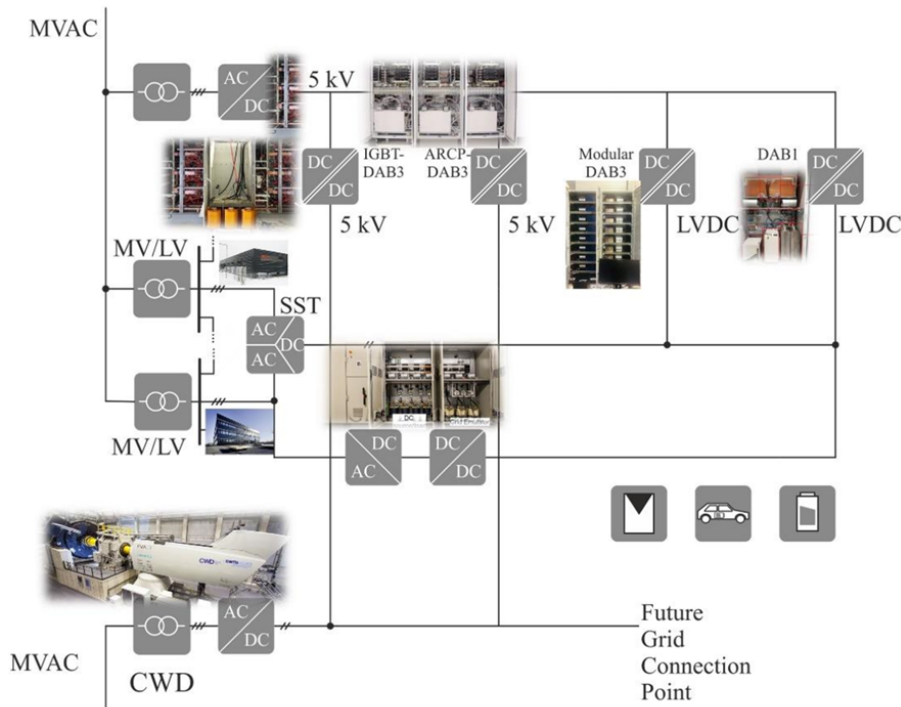 MVAC
AC
DC
5 kV
DC
DC
IGBT-
DAB3
ARCP-
DAB3
DC
DC
Modular
DAB3
DC
DC
DAB1
DC
DC
5 kV
5 kV
LVDC
LVDC
MV/LV
SST
AC
DC
AC
MV/LV
DC
DC
AC
DC
DC
CWD
AC
DC
MVAC
CWD
Future
Grid
Connection
Point